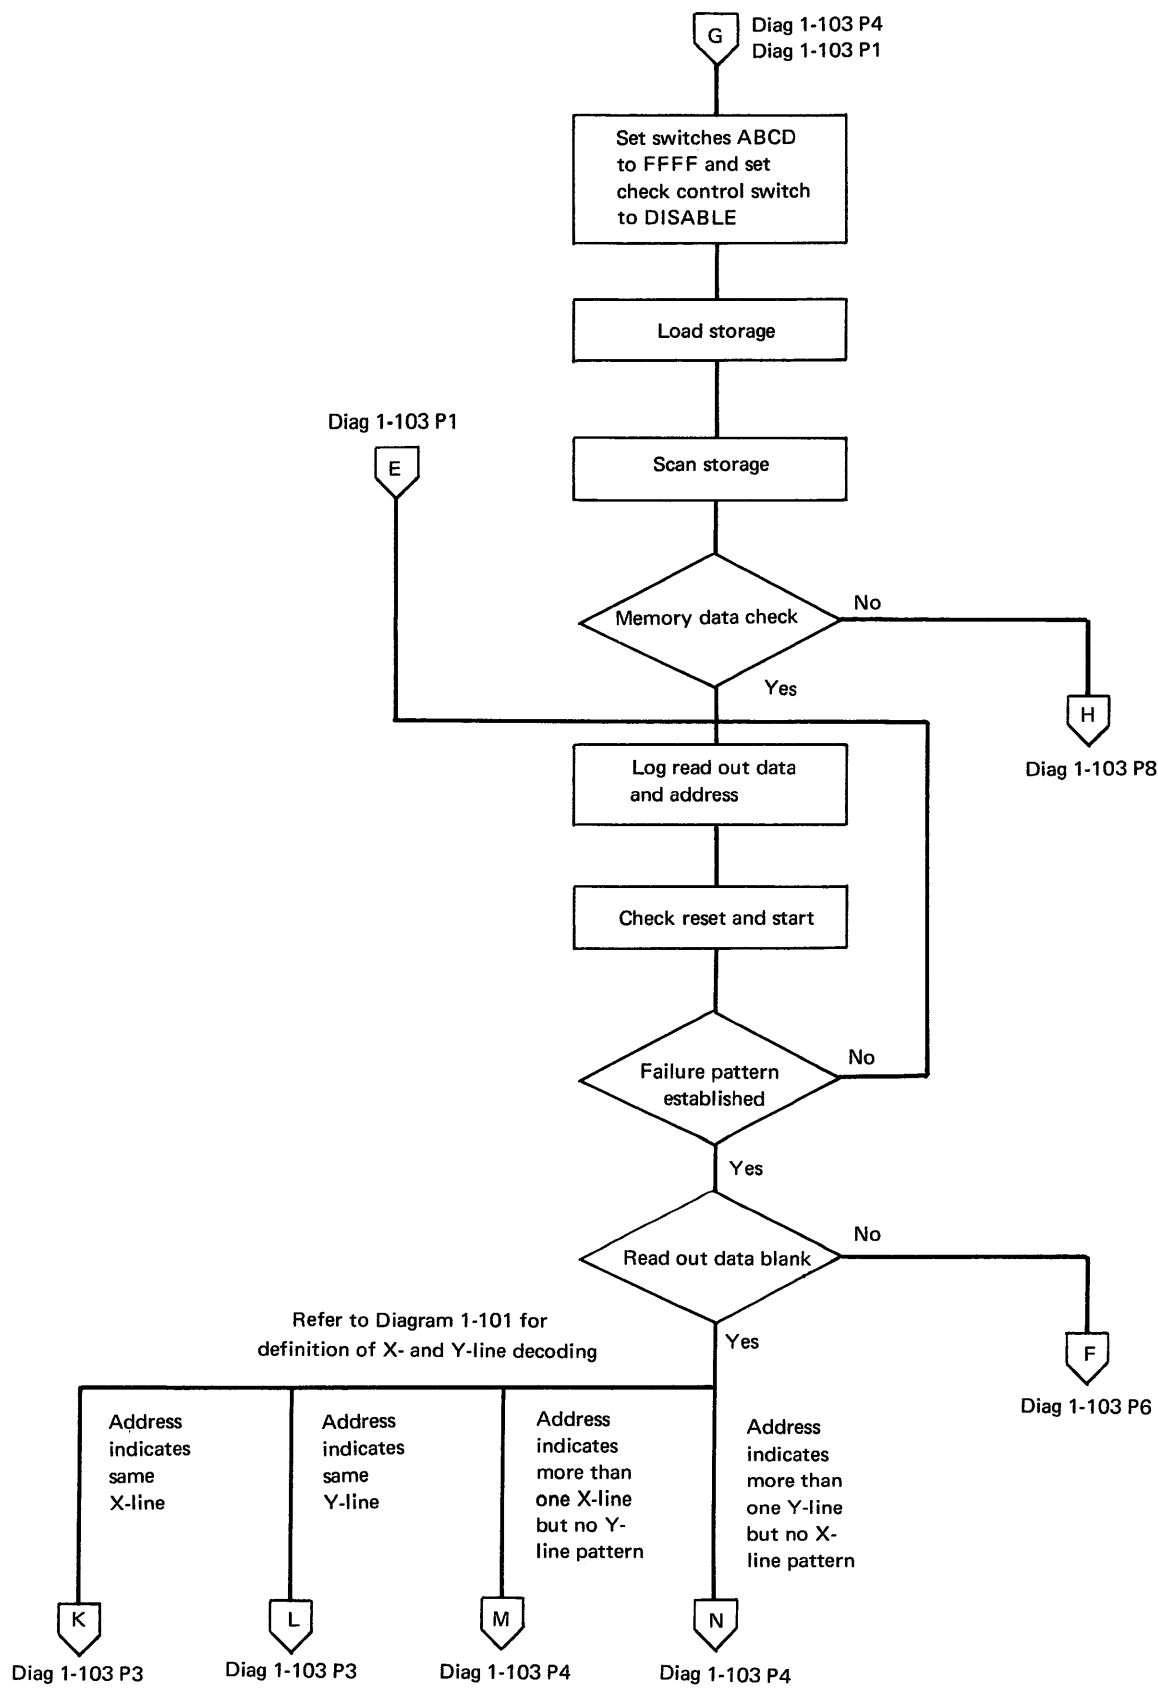 G
Diag 1-103 P4
Diag 1-103 P1
Set switches ABCD
to FFFF and set
check control switch
to DISABLE
Load storage
Diag 1-103 P1
E
Scan storage
Memory data check
No
Yes
H
Diag 1-103 P8
Log read out data
and address
Check reset and start
Failure pattern
established
No
Yes
Read out data blank
No
Yes
F
Diag 1-103 P6
Refer to Diagram 1-101 for
definition of X- and Y-line decoding
Address
indicates
same
X-line
Address
indicates
same
Y-line
Address
indicates
more than
one X-line
but no Y-
line pattern
Address
indicates
more than
one Y-line
but no X-
line pattern
K
Diag 1-103 P3
L
Diag 1-103 P3
M
Diag 1-103 P4
N
Diag 1-103 P4